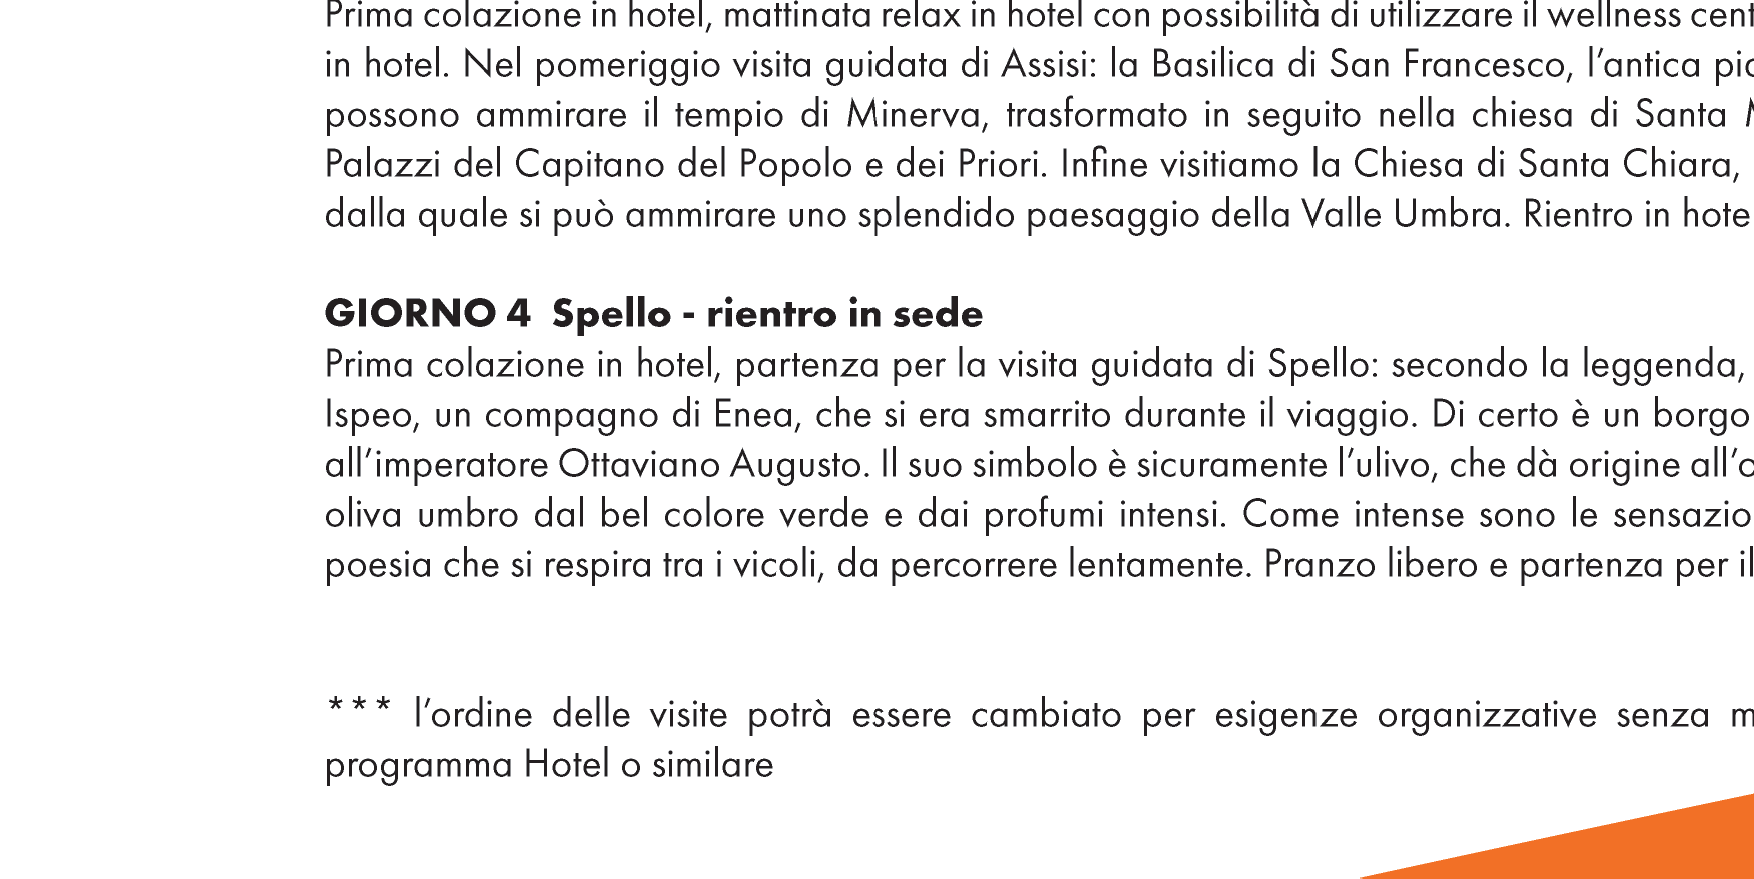 Prima colazione in hotel, mattinata relax in hotel con possibilità di utilizzare il wellness cent
in hotel. Nel pomeriggio visita guidata di Assisi: la Basilica di San Francesco, l’antica
possono ammirare il tempio di Minerva, trasformato in seguito nella chiesa di Santa
Palazzi del Capitano del Popolo e dei Priori. Infine visitiamo la Chiesa di Santa Chiara,
dalla quale si può ammirare uno splendido paesaggio della Valle Umbra. Rientro in hote
GIORNO 4 Spello - rientro in sede
Prima colazione in hotel, partenza per la visita guidata di Spello: secondo la leggenda,
Ispeo, un compagno di Enea, che si era smarrito durante il viaggio. Di certo è un borgo
all’imperatore Ottaviano Augusto. Il suo simbolo è sicuramente l’ulivo, che dà origine all’o
oliva umbro dal bel colore verde e dai profumi intensi. Come intense sono le sensazio
poesia che si respira tra i vicoli, da percorrere lentamente. Pranzo libero e partenza per il
*** l’ordine delle visite potrà essere cambiato per esigenze organizzative senza
programma Hotel o similare